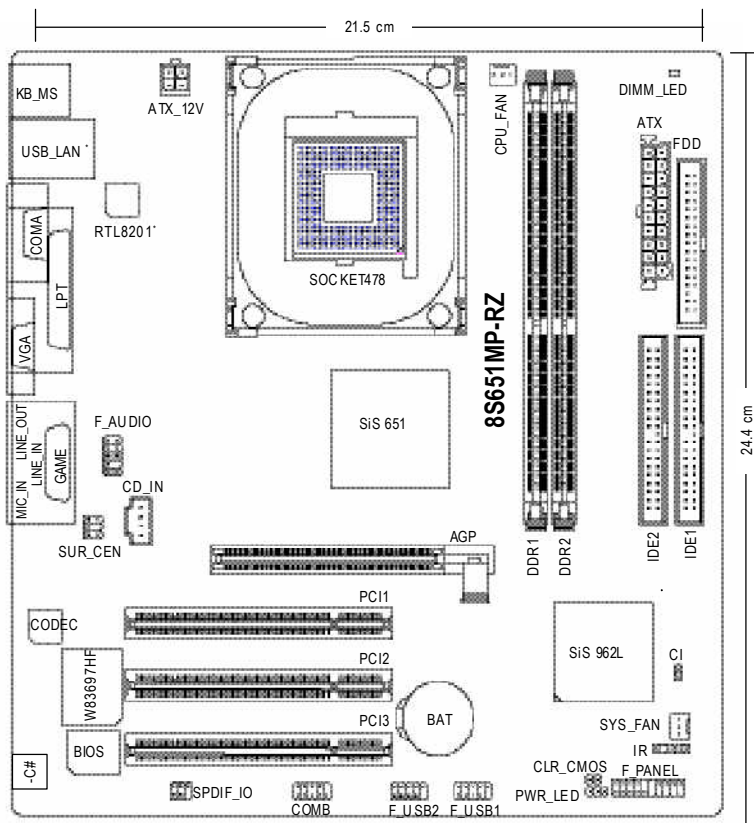 21.5 cm
KB_MS
ATX_12V
CPU_FAN
DIMM_LED
ATX
FDD
USB_LAN*
RTL8201*
COMA
LPT
VGA
SOCKET478
8S651MP-RZ
24.4 cm
SiS 651
LINE_OUT
MIC_IN
LINE_IN
GAME
F_AUDIO
CD_IN
SUR_CEN
AGP
DDR1
DDR2
IDE2
IDE1
PCI1
CODEC
SiS 962L
CI
W83697HF
PCI2
BAT
SYS_FAN
PCI3
BIOS
IR
CLR_CMOS
F_PANEL
-C#
SPDIF_IO
COMB
F_USB2
F_USB1
PWR_LED